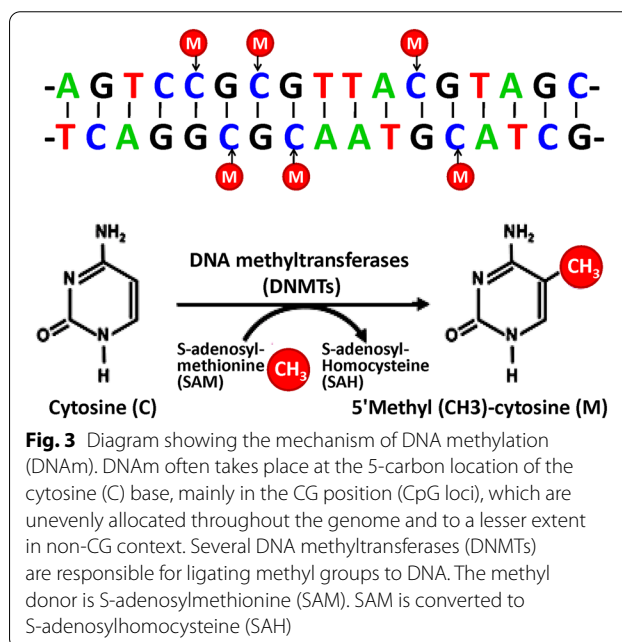 M M M
-AGTCCGCGTTACGTAGC-
-TCAGGCGCAATGCATCG-
M M M
NH₂
N
O
N
H
Cytosine (C)
DNA methyltransferases
(DNMTs)
S-adenosyl-
methionine
(SAM)
CH₃
S-adenosyl-
Homocysteine
(SAH)
NH₂
CH₃
N
O
N
H
5'Methyl (CH3)-cytosine (M)
Fig. 3 Diagram showing the mechanism of DNA methylation
(DNAm). DNAm often takes place at the 5-carbon location of the
cytosine (C) base, mainly in the CG position (CpG loci), which are
unevenly allocated throughout the genome and to a lesser extent
in non-CG context. Several DNA methyltransferases (DNMTs)
are responsible for ligating methyl groups to DNA. The methyl
donor is S-adenosylmethionine (SAM). SAM is converted to
S-adenosylhomocysteine (SAH)